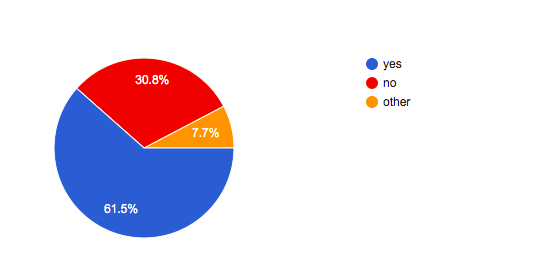 30.8%
7.7%
61.5%
yes
no
other